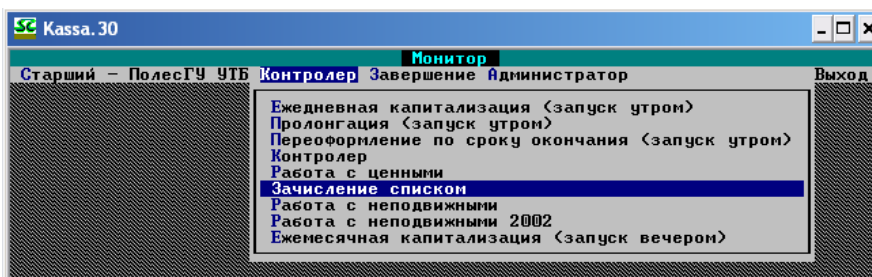 SC Kassa.30
Монитор
Старший – ПолесГУ УТБ Контролер Завершение Администратор Выход
Ежедневная капитализация (запуск утром)
Пролонгация (запуск утром)
Переоформление по сроку окончания (запуск утром)
Контролер
Работа с ценными
Зачисление списком
Работа с неподвижными
Работа с неподвижными 2002
Ежемесячная капитализация (запуск вечером)